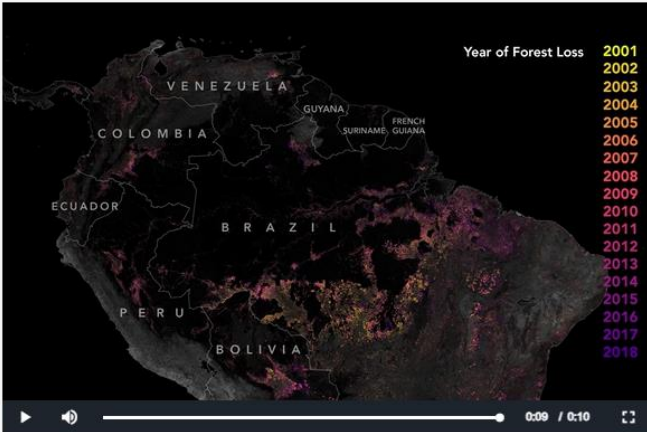 Year of Forest Loss
2001
2002
2003
2004
2005
2006
2007
2008
2009
2010
2011
2012
2013
2014
2015
2016
2017
2018
VENEZUELA
GUYANA
SURINAME
FRENCH
GUIANA
COLOMBIA
ECUADOR
BRAZIL
PERU
BOLIVIA
0:09 / 0:10